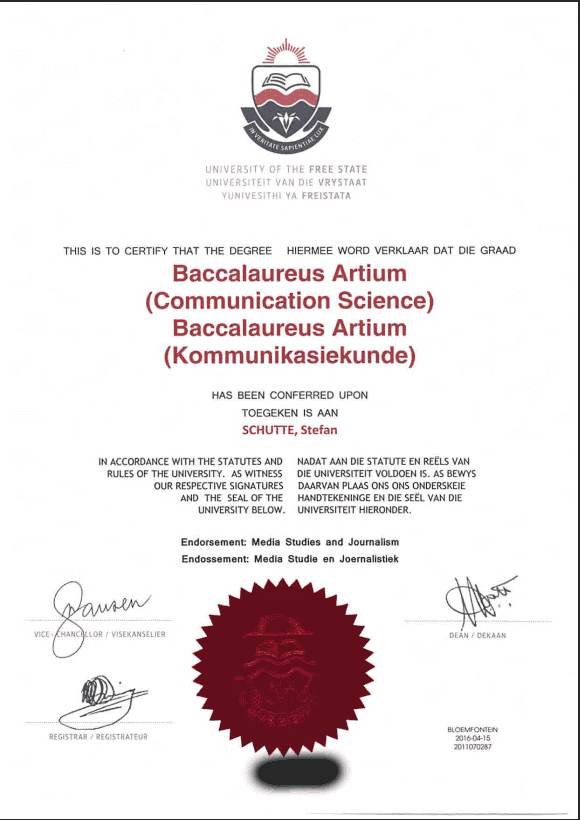 IN VERITATE SAPIENTIAE LUX
UNIVERSITY OF THE FREE STATE
UNIVERSITEIT VAN DIE VRYSTAAT
YUNIVESITHI YA FREISTATA
THIS IS TO CERTIFY THAT THE DEGREE HIERMEE WORD VERKLAAR DAT DIE GRAAD
Baccalaureus Artium
(Communication Science)
Baccalaureus Artium
(Kommunikasiekunde)
HAS BEEN CONFERRED UPON
TOEGEKEN IS AAN
SCHUTTE, Stefan
IN ACCORDANCE WITH THE STATUTES AND
RULES OF THE UNIVERSITY. AS WITNESS
OUR RESPECTIVE SIGNATURES
AND THE SEAL OF THE
UNIVERSITY BELOW.
NADAT AAN DIE STATUTE EN REËLS VAN
DIE UNIVERSITEIT VOLDOEN IS. AS BEWYS
DAARVAN PLAAS ONS ONS ONDERSKEIE
HANDTEKENINGE EN DIE SEËL VAN DIE
UNIVERSITEIT HIERONDER.
Endorsement: Media Studies and Journalism
Endossement: Media Studie en Joernalistiek
VICE-CHANCELLOR / VISEKANSELIER
DEAN / DEKAAN
REGISTRAR / REGISTRATEUR
BLOEMFONTEIN
2016-04-15
2011070287